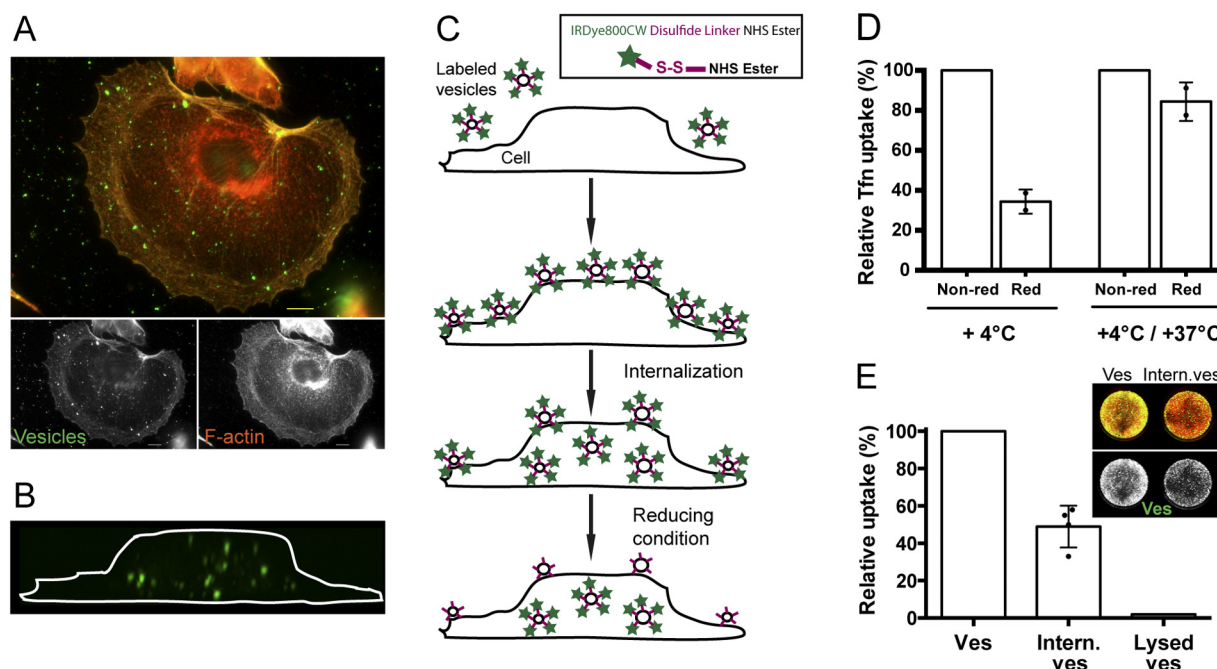 A
Vesicles
F-actin
B
C
IRDye800CW Disulfide Linker NHS Ester
S-S NHS Ester
Labeled
vesicles
Cell
Internalization
Reducing
condition
D
Relative Tfn uptake (%)
100
80
60
40
20
0
Non-red Red Non-red Red
+ 4°C +4°C / +37°C
E
Ves Intern.ves
Ves
Relative uptake (%)
100
80
60
40
20
0
Ves Intern. Lysed
ves ves